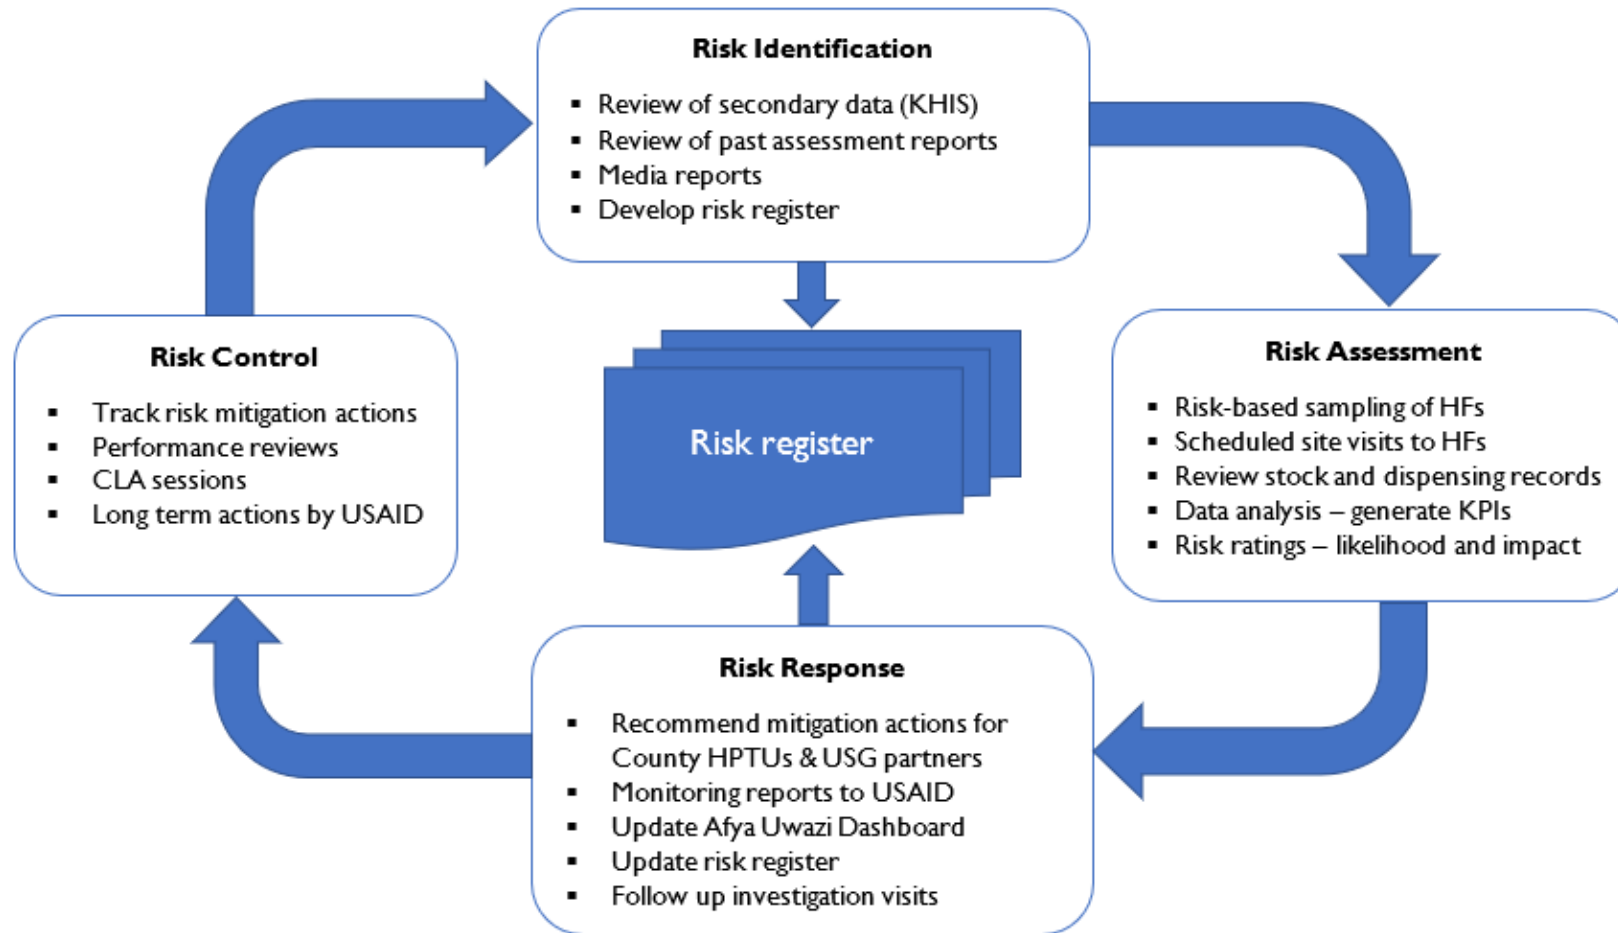 Risk Identification
▪ Review of secondary data (KHIS)
▪ Review of past assessment reports
▪ Media reports
▪ Develop risk register
Risk Control
▪ Track risk mitigation actions
▪ Performance reviews
▪ CLA sessions
▪ Long term actions by USAID
Risk register
Risk Assessment
▪ Risk-based sampling of HFs
▪ Scheduled site visits to HFs
▪ Review stock and dispensing records
▪ Data analysis – generate KPIs
▪ Risk ratings – likelihood and impact
Risk Response
▪ Recommend mitigation actions for
County HPTUs & USG partners
▪ Monitoring reports to USAID
▪ Update Afya Uwazi Dashboard
▪ Update risk register
▪ Follow up investigation visits